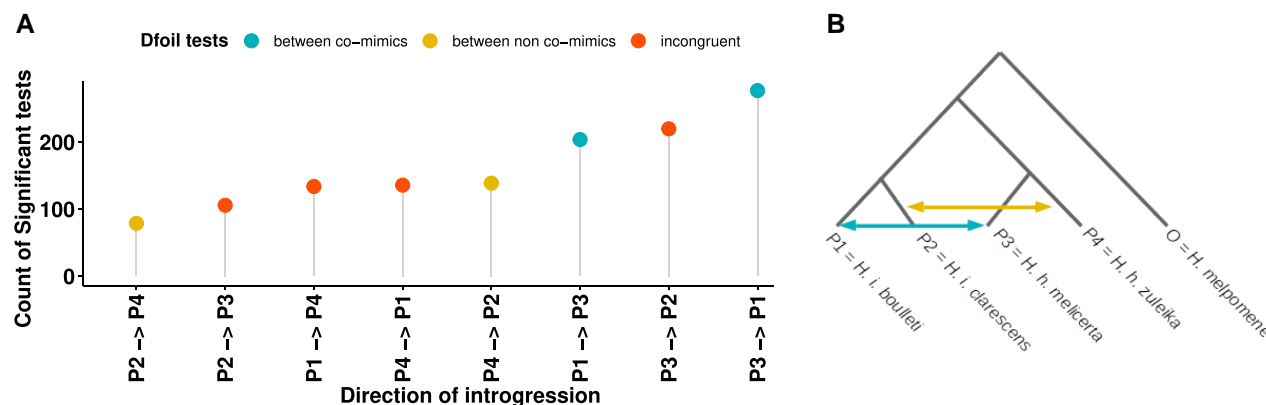 A
Dfoil tests between co−mimics between non co−mimics incongruent
Count of Significant tests
200
100
0
P2 −> P4
P2 −> P3
P1 −> P4
P4 −> P1
P4 −> P2
P1 −> P3
P3 −> P2
P3 −> P1
Direction of introgression
B
P1 = H. i. boulleti
P2 = H. i. clarescens
P3 = H. h. melicerta
P4 = H. h. zuleika
O = H. melpomene